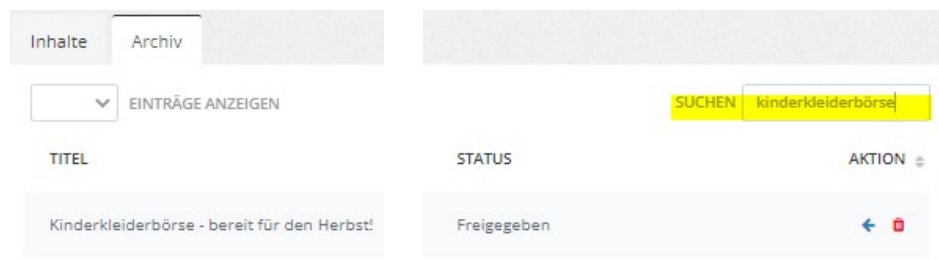 Inhalte Archiv
EINTRÄGE ANZEIGEN SUCHEN kinderkleiderbörse
TITEL STATUS AKTION
Kinderkleiderbörse - bereit für den Herbst! Freigegeben